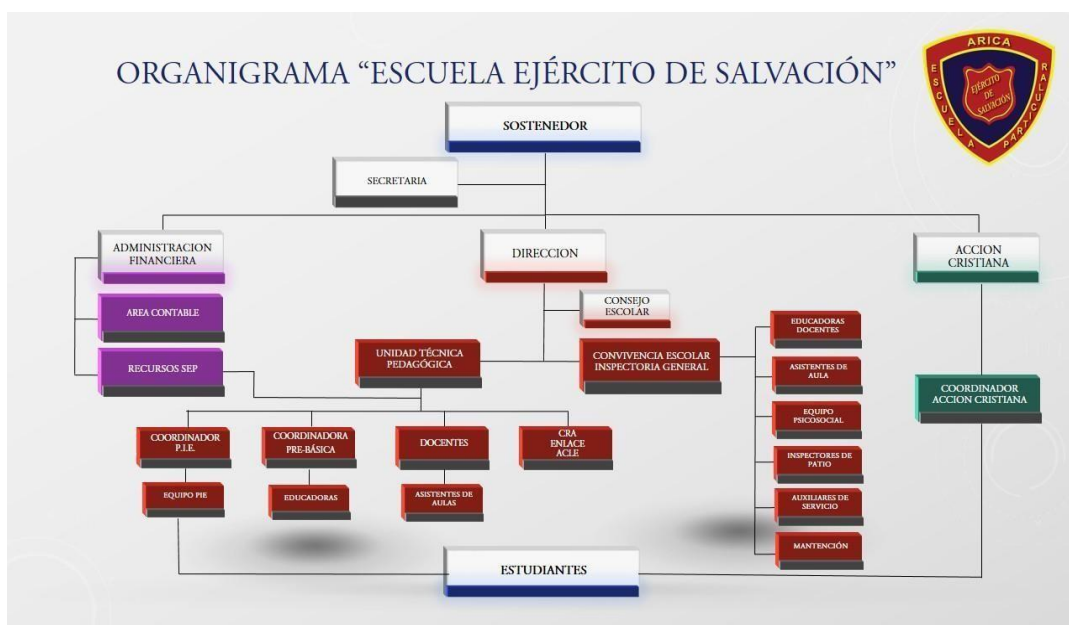 ORGANIGRAMA “ESCUELA EJÉRCITO DE SALVACIÓN”
ARICA
ESCUELA
PARTICULAR
EJÉRCITO
DE
SALVACIÓN
SOSTENEDOR
SECRETARIA
ADMINISTRACION
FINANCIERA
DIRECCION
ACCION
CRISTIANA
AREA CONTABLE
RECURSOS SEP
CONSEJO
ESCOLAR
UNIDAD TÉCNICA
PEDAGÓGICA
CONVIVENCIA ESCOLAR
INSPECTORIA GENERAL
EDUCADORAS
DOCENTES
ASISTENTES DE
AULA
EQUIPO
PSICOSOCIAL
INSPECTORES DE
PATIO
AUXILIARES DE
SERVICIO
MANTENCIÓN
COORDINADOR
ACCION CRISTIANA
COORDINADOR
P.I.E.
COORDINADORA
PRE-BÁSICA
DOCENTES
CRA
ENLACE
ACLE
EQUIPO PIE
EDUCADORAS
ASISTENTES DE
AULAS
ESTUDIANTES